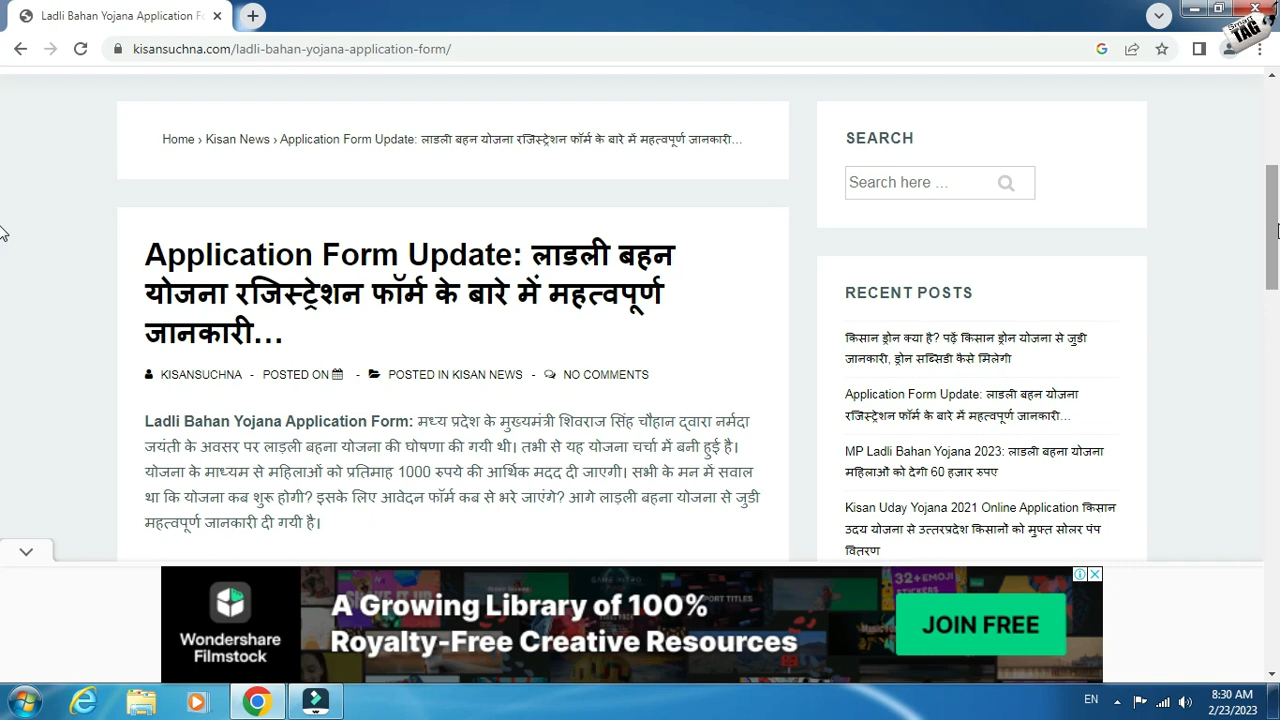 Ladli Bahan Yojana Application F
Smart
TAG
kisansuchna.com/ladli-bahan-yojana-application-form/
Home › Kisan News › Application Form Update: लाडली बहन योजना रजिस्ट्रेशन फॉर्म के बारे में महत्वपूर्ण जानकारी…
Application Form Update: लाडली बहन
योजना रजिस्ट्रेशन फॉर्म के बारे में महत्वपूर्ण
जानकारी…
KISANSUCHNA - POSTED ON - POSTED IN KISAN NEWS - NO COMMENTS
Ladli Bahan Yojana Application Form: मध्य प्रदेश के मुख्यमंत्री शिवराज सिंह चौहान द्वारा नर्मदा
जयंती के अवसर पर लाड़ली बहना योजना की घोषणा की गयी थी। तभी से यह योजना चर्चा में बनी हुई है।
योजना के माध्यम से महिलाओं को प्रतिमाह 1000 रुपये की आर्थिक मदद दी जाएगी। सभी के मन में सवाल
था कि योजना कब शुरू होगी? इसके लिए आवेदन फॉर्म कब से भरे जाएंगे? आगे लाड़ली बहना योजना से जुडी
महत्वपूर्ण जानकारी दी गयी है।
SEARCH
Search here …
RECENT POSTS
किसान ड्रोन क्या है? पढ़ें किसान ड्रोन योजना से जुडी
जानकारी, ड्रोन सब्सिडी कैसे मिलेगी
Application Form Update: लाडली बहन योजना
रजिस्ट्रेशन फॉर्म के बारे में महत्वपूर्ण जानकारी…
MP Ladli Bahan Yojana 2023: लाडली बहना योजना
महिलाओं को देगी 60 हजार रुपए
Kisan Uday Yojana 2021 Online Application किसान
उदय योजना से उत्तरप्रदेश किसानों को मुफ्त सोलर पंप
वितरण
Wondershare
Filmstock
A Growing Library of 100%
Royalty-Free Creative Resources
32+EMOJI
STICKERS
JOIN FREE
EN
8:30 AM
2/23/2023